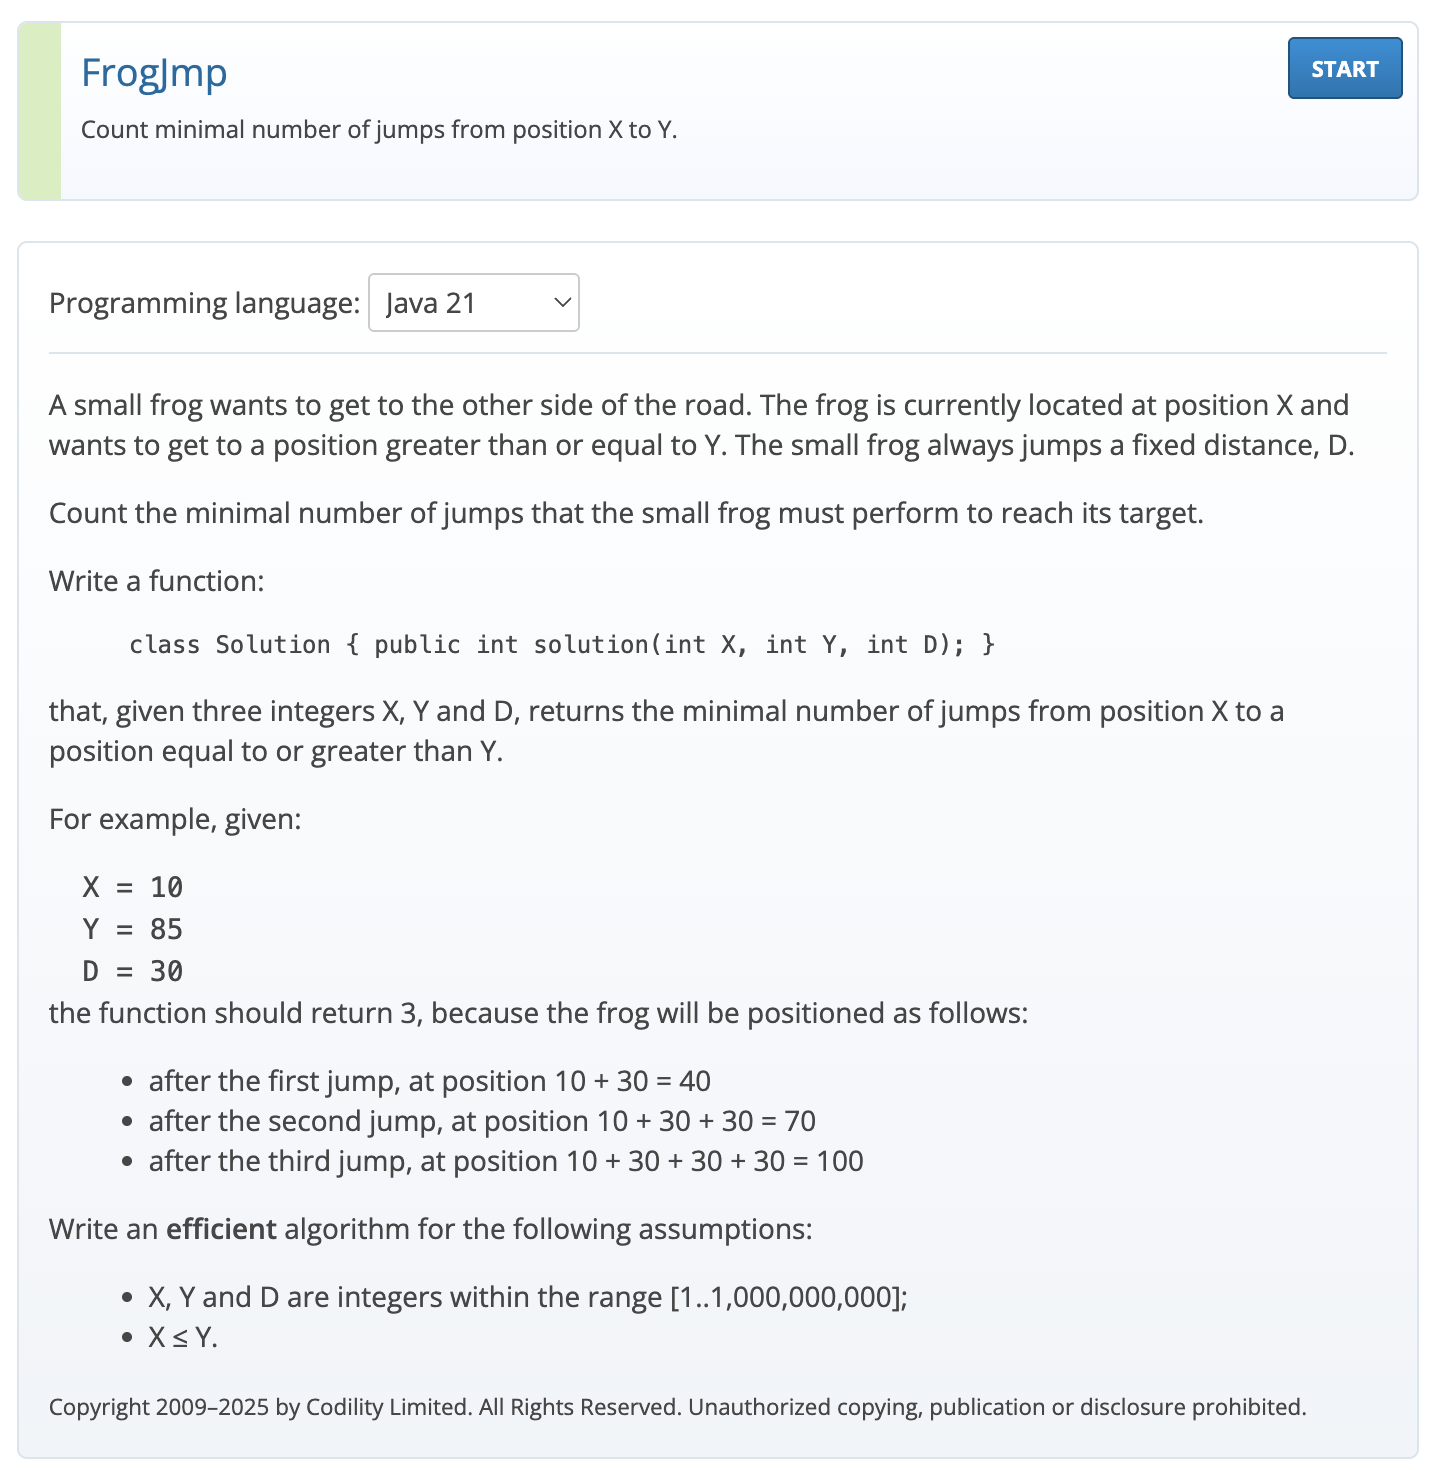 FrogJmp
START
Count minimal number of jumps from position X to Y.
Programming language: Java 21
A small frog wants to get to the other side of the road. The frog is currently located at position X and
wants to get to a position greater than or equal to Y. The small frog always jumps a fixed distance, D.
Count the minimal number of jumps that the small frog must perform to reach its target.
Write a function:
class Solution { public int solution(int X, int Y, int D); }
that, given three integers X, Y and D, returns the minimal number of jumps from position X to a
position equal to or greater than Y.
For example, given:
X = 10
Y = 85
D = 30
the function should return 3, because the frog will be positioned as follows:
• after the first jump, at position 10 + 30 = 40
• after the second jump, at position 10 + 30 + 30 = 70
• after the third jump, at position 10 + 30 + 30 + 30 = 100
Write an efficient algorithm for the following assumptions:
• X, Y and D are integers within the range [1..1,000,000,000];
• X ≤ Y.
Copyright 2009–2025 by Codility Limited. All Rights Reserved. Unauthorized copying, publication or disclosure prohibited.